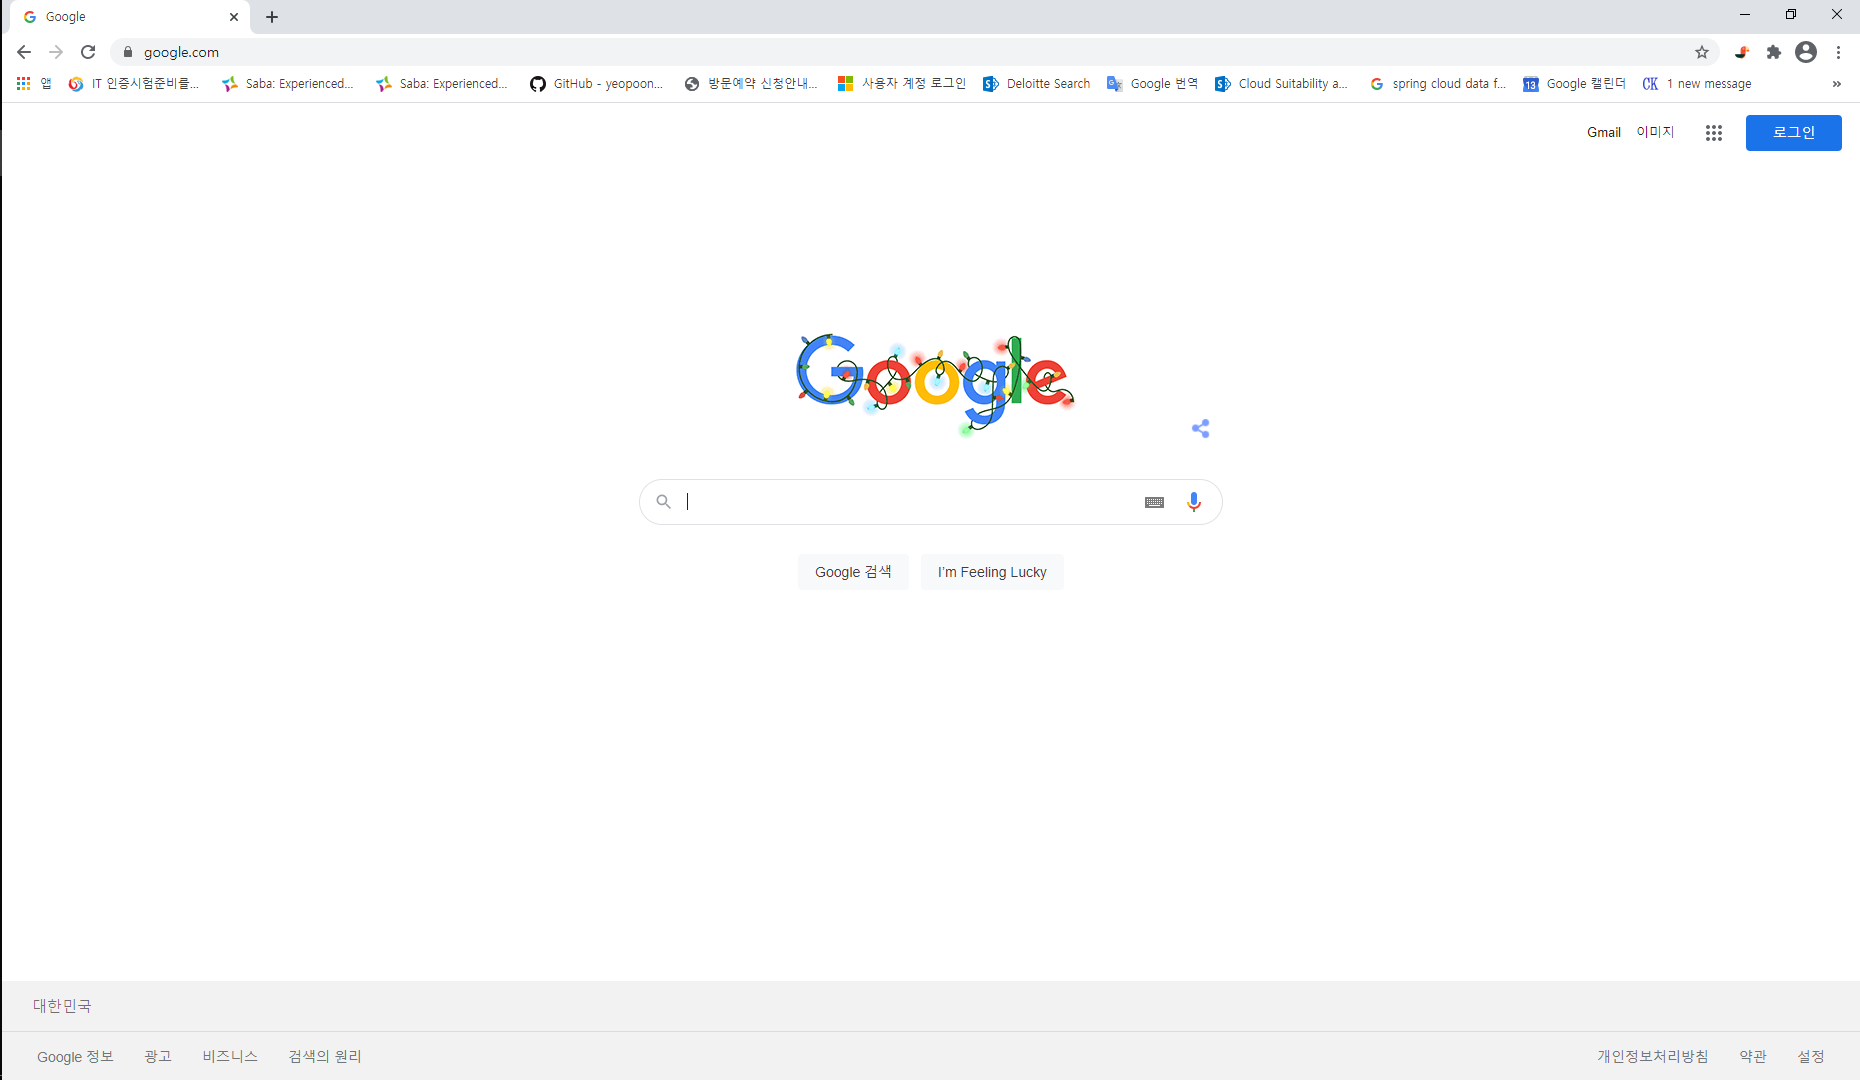 Google
google.com
앱 IT 인증시험준비를... Saba: Experienced... Saba: Experienced... GitHub - yeopoon... 방문예약 신청안내... 사용자 계정 로그인 Deloitte Search Google 번역 Cloud Suitability a... spring cloud data f... 13 Google 캘린더 CK 1 new message »
Gmail 이미지 로그인
Google
Google 검색 I'm Feeling Lucky
대한민국
Google 정보 광고 비즈니스 검색의 원리 개인정보처리방침 약관 설정